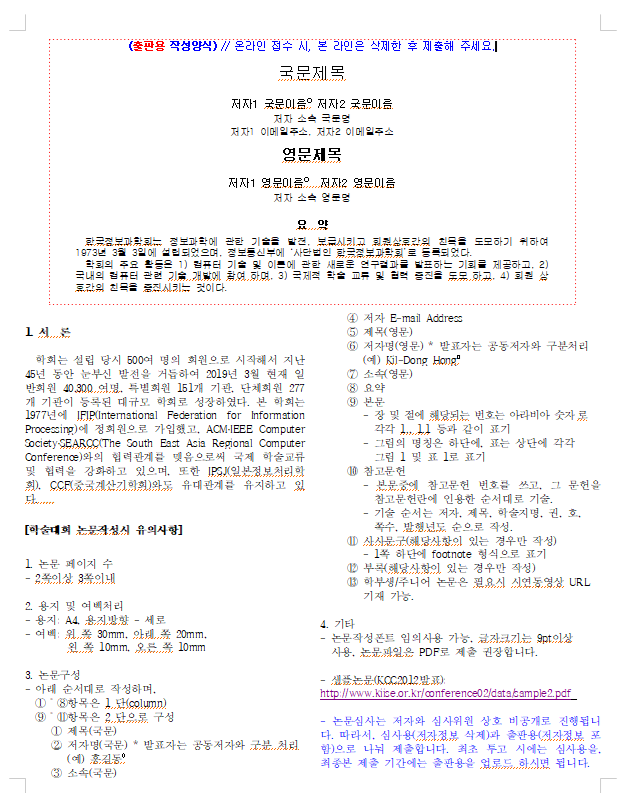 (출판용 작성양식) // 온라인 접수 시, 본 라인은 삭제한 후 제출해 주세요.
국문제목
저자1 국문이름O 저자2 국문이름
저자 소속 국문명
저자1 이메일주소, 저자2 이메일주소
영문제목
저자1 영문이름O 저자2 영문이름
저자 소속 영문명
요 약
한국정보과학회는 정보과학에 관한 기술을 발전, 보급시키고 회원상호간의 친목을 도모하기 위하여
1973년 3월 3일에 설립되었으며, 정보통신부에 '사단법인 한국정보과학회'로 등록되었다.
학회의 주요 활동은 1) 컴퓨터 기술 및 이론에 관한 새로운 연구결과를 발표하는 기회를 제공하고, 2)
국내의 컴퓨터 관련 기술 개발에 참여 하며, 3) 국제적 학술 교류 및 협력 증진을 도모 하고, 4) 회원 상
호간의 친목을 증진시키는 것이다.
1. 서 론
학회는 설립 당시 500여 명의 회원으로 시작해서 지난
45년 동안 눈부신 발전을 거듭하여 2019년 3월 현재 일
반회원 40,300 여명, 특별회원 151개 기관, 단체회원 277
개 기관이 등록된 대규모 학회로 성장하였다. 본 학회는
1977년에 IFIP(International Federation for Information
Processing)에 정회원으로 가입했고, ACM·IEEE Computer
Society·SEARCC(The South East Asia Regional Computer
Conference)와의 협력관계를 맺음으로써 국제 학술교류
및 협력을 강화하고 있으며, 또한 IPSJ(일본정보처리학
회), CCF(중국계산기학회)와도 유대관계를 유지하고 있
다.……
[학술대회 논문작성시 유의사항]
1. 논문 페이지 수
- 2쪽이상 3쪽이내
2. 용지 및 여백처리
- 용지: A4, 용지방향 - 세로
- 여백: 위 쪽 30mm, 아래 쪽 20mm,
왼 쪽 10mm, 오른 쪽 10mm
3. 논문구성
- 아래 순서대로 작성하며,
①~⑧항목은 1 단(column)
⑨~⑪항목은 2 단으로 구성
① 제목(국문)
② 저자명(국문) * 발표자는 공동저자와 구분 처리
(예) 홍길동O
③ 소속(국문)
④ 저자 E-mail Address
⑤ 제목(영문)
⑥ 저자명(영문) * 발표자는 공동저자와 구분처리
(예) Kil-Dong HongO
⑦ 소속(영문)
⑧ 요약
⑨ 본문
- 장 및 절에 해당되는 번호는 아라비아 숫자로
각각 1., 1.1 등과 같이 표기
- 그림의 명칭은 하단에, 표는 상단에 각각
그림 1 및 표 1로 표기
⑩ 참고문헌
- 본문중에 참고문헌 번호를 쓰고, 그 문헌을
참고문헌란에 인용한 순서대로 기술.
- 기술 순서는 저자, 제목, 학술지명, 권, 호,
쪽수, 발행년도 순으로 작성.
⑪ 사사문구(해당사항이 있는 경우만 작성)
- 1쪽 하단에 footnote 형식으로 표기
⑫ 부록(해당사항이 있는 경우만 작성)
⑬ 학부생/주니어 논문은 필요시 시연동영상 URL
기재 가능.
4. 기타
- 논문작성폰트 임의사용 가능, 글자크기는 9pt이상
사용, 논문파일은 PDF로 제출 권장합니다.
- 샘플논문(KCC2012발표):
http://www.kiise.or.kr/conference02/data/sample2.pdf
- 논문심사는 저자와 심사위원 상호 비공개로 진행됩니
다. 따라서, 심사용(저자정보 삭제)과 출판용(저자정보 포
함)으로 나눠 제출합니다. 최초 투고 시에는 심사용을,
최종본 제출 기간에는 출판용을 업로드 하시면 됩니다.